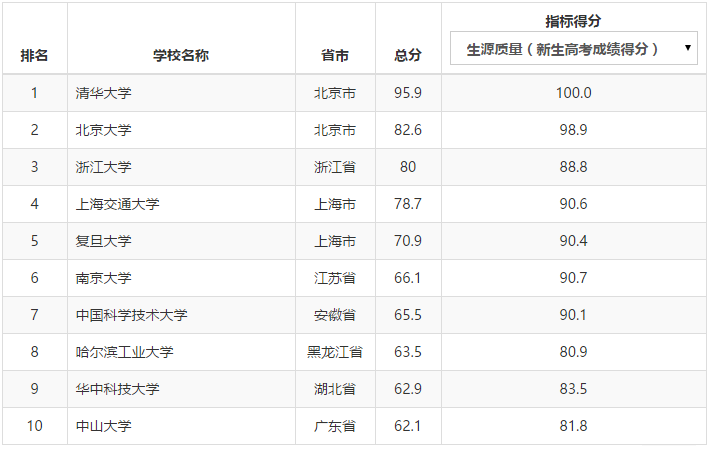 排名 学校名称 省市 总分 指标得分
生源质量（新生高考成绩得分）
1 清华大学 北京市 95.9 100.0
2 北京大学 北京市 82.6 98.9
3 浙江大学 浙江省 80 88.8
4 上海交通大学 上海市 78.7 90.6
5 复旦大学 上海市 70.9 90.4
6 南京大学 江苏省 66.1 90.7
7 中国科学技术大学 安徽省 65.5 90.1
8 哈尔滨工业大学 黑龙江省 63.5 80.9
9 华中科技大学 湖北省 62.9 83.5
10 中山大学 广东省 62.1 81.8